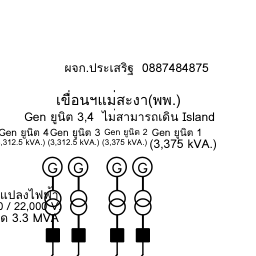 ผจก.ประเสริฐ 0887484875
เขื่อนฯแม่สะงา(พพ.)
Gen ยูนิต 3,4 ไม่สามารถเดิน Island
Gen ยูนิต 4 Gen ยูนิต 3 Gen ยูนิต 2 Gen ยูนิต 1
,312.5 kVA.) (3,312.5 kVA.) (3,375 kVA.) (3,375 kVA.)
G G G G
แปลงไฟฟ้า
0 / 22,000 V
3.3 MVA